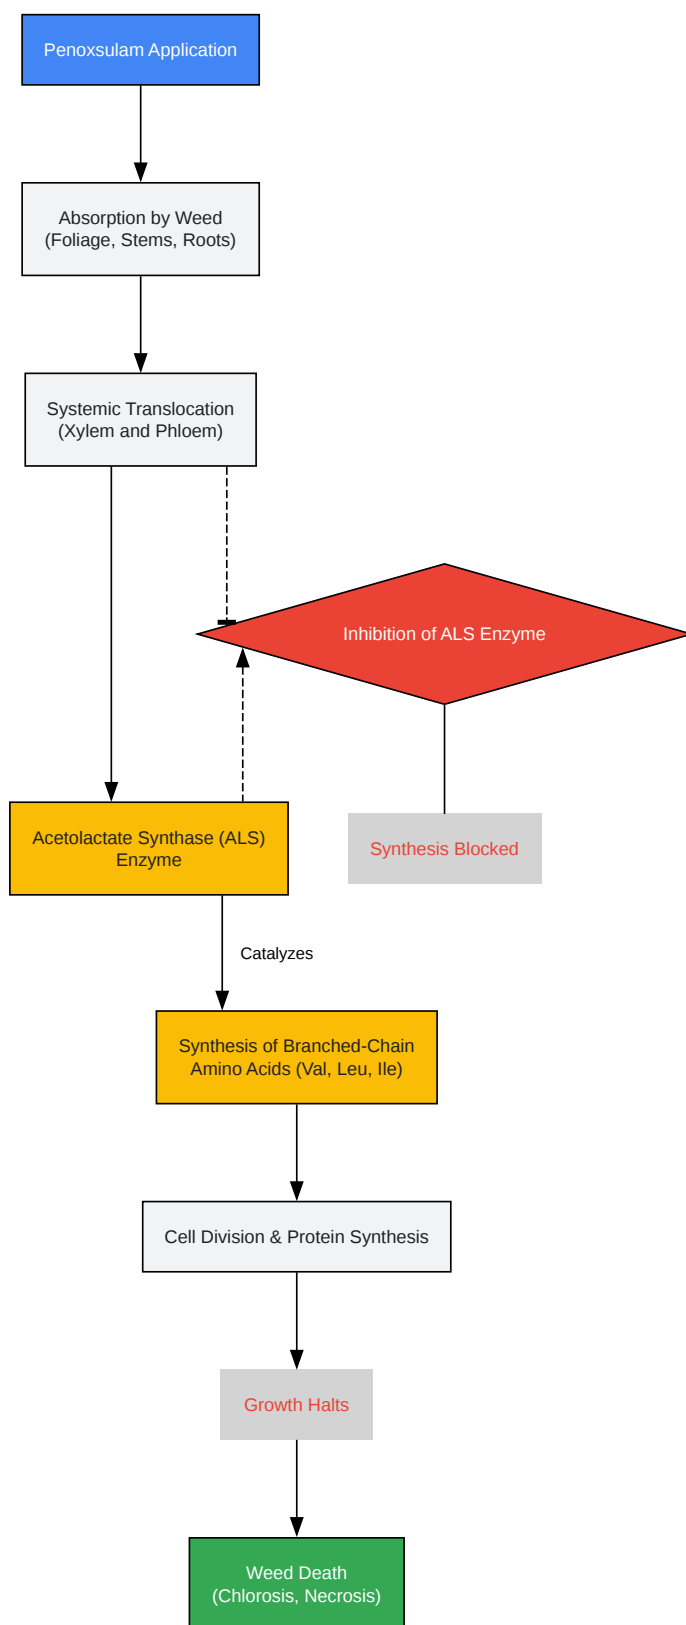 Penoxsulam Application
Absorption by Weed
(Foliage, Stems, Roots)
Systemic Translocation
(Xylem and Phloem)
Inhibition of ALS Enzyme
Acetolactate Synthase (ALS)
Enzyme
Synthesis Blocked
Catalyzes
Synthesis of Branched-Chain
Amino Acids (Val, Leu, Ile)
Cell Division & Protein Synthesis
Growth Halts
Weed Death
(Chlorosis, Necrosis)